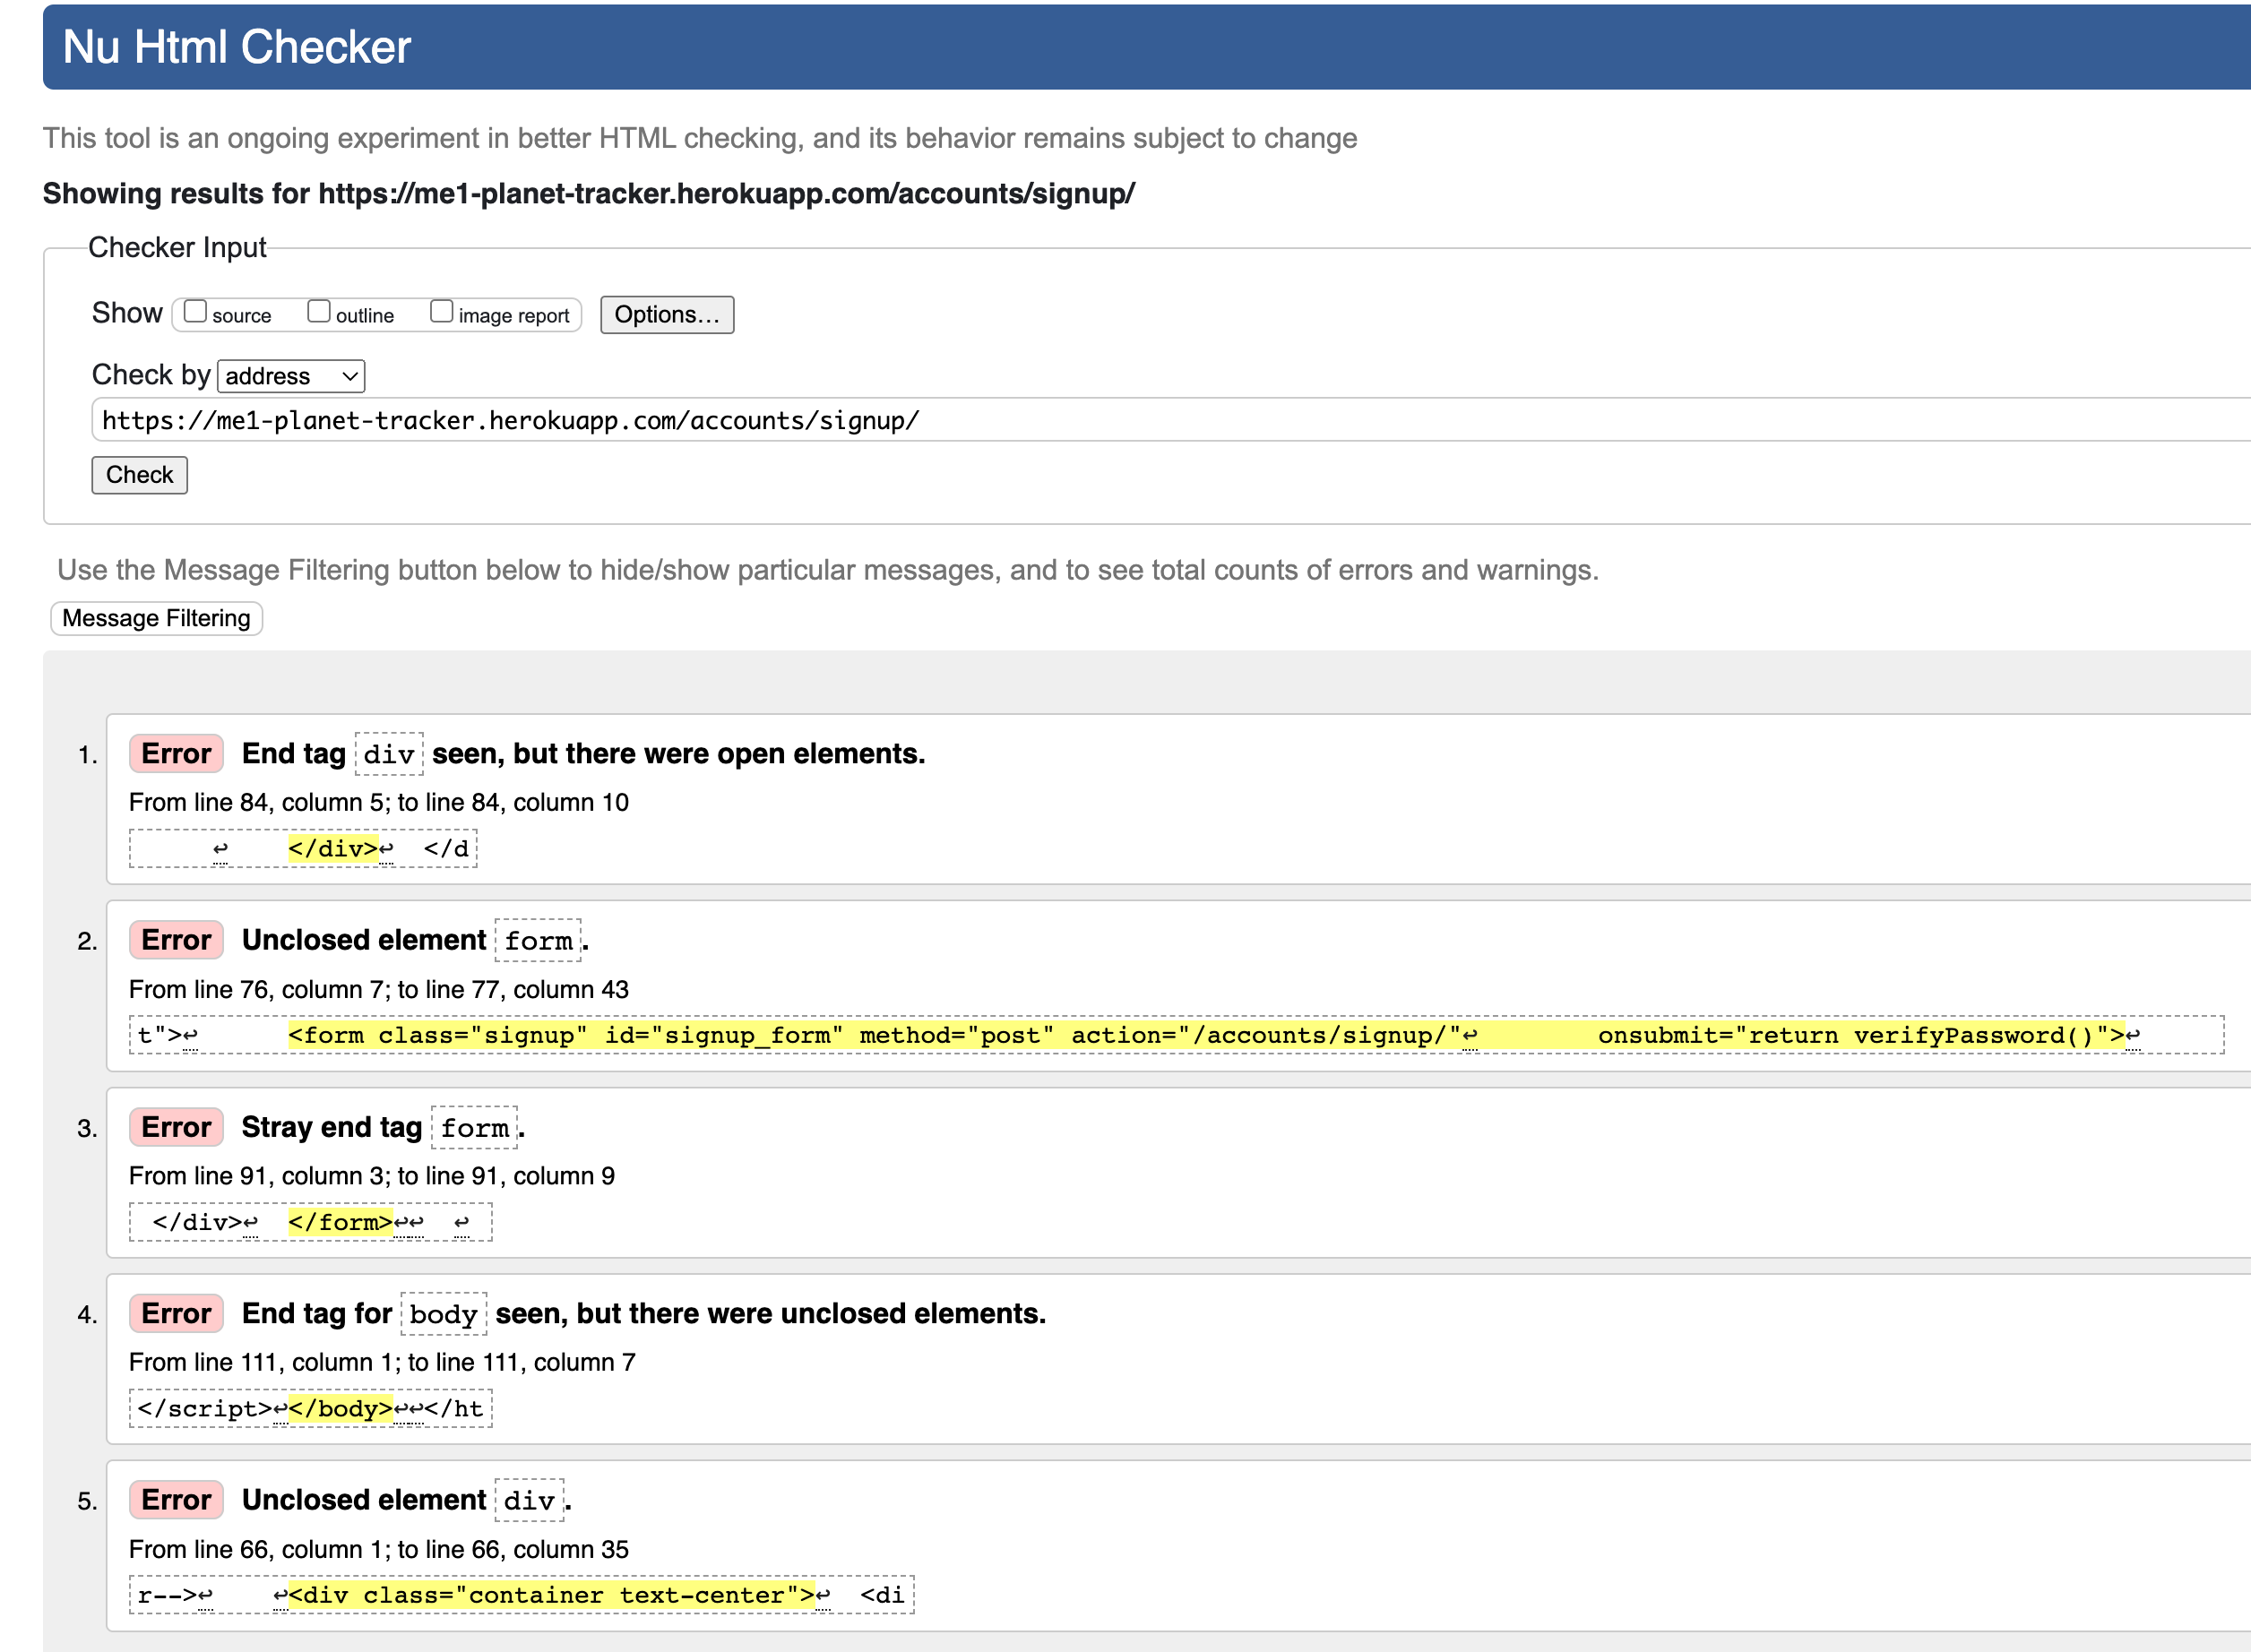 Nu Html Checker
This tool is an ongoing experiment in better HTML checking, and its behavior remains subject to change
Showing results for https://me1-planet-tracker.herokuapp.com/accounts/signup/
Checker Input
Show source outline image report Options...
Check by address
https://me1-planet-tracker.herokuapp.com/accounts/signup/
Check
Use the Message Filtering button below to hide/show particular messages, and to see total counts of errors and warnings.
Message Filtering
1. Error End tag div seen, but there were open elements.
From line 84, column 5; to line 84, column 10
↩ </div>↩ </d
2. Error Unclosed element form.
From line 76, column 7; to line 77, column 43
t">↩ <form class="signup" id="signup_form" method="post" action="/accounts/signup/"↩ onsubmit="return verifyPassword()">↩
3. Error Stray end tag form.
From line 91, column 3; to line 91, column 9
</div>↩ </form>↩↩ ↩
4. Error End tag for body seen, but there were unclosed elements.
From line 111, column 1; to line 111, column 7
</script>↩</body>↩↩</ht
5. Error Unclosed element div.
From line 66, column 1; to line 66, column 35
r-->↩ ↩<div class="container text-center">↩ <di